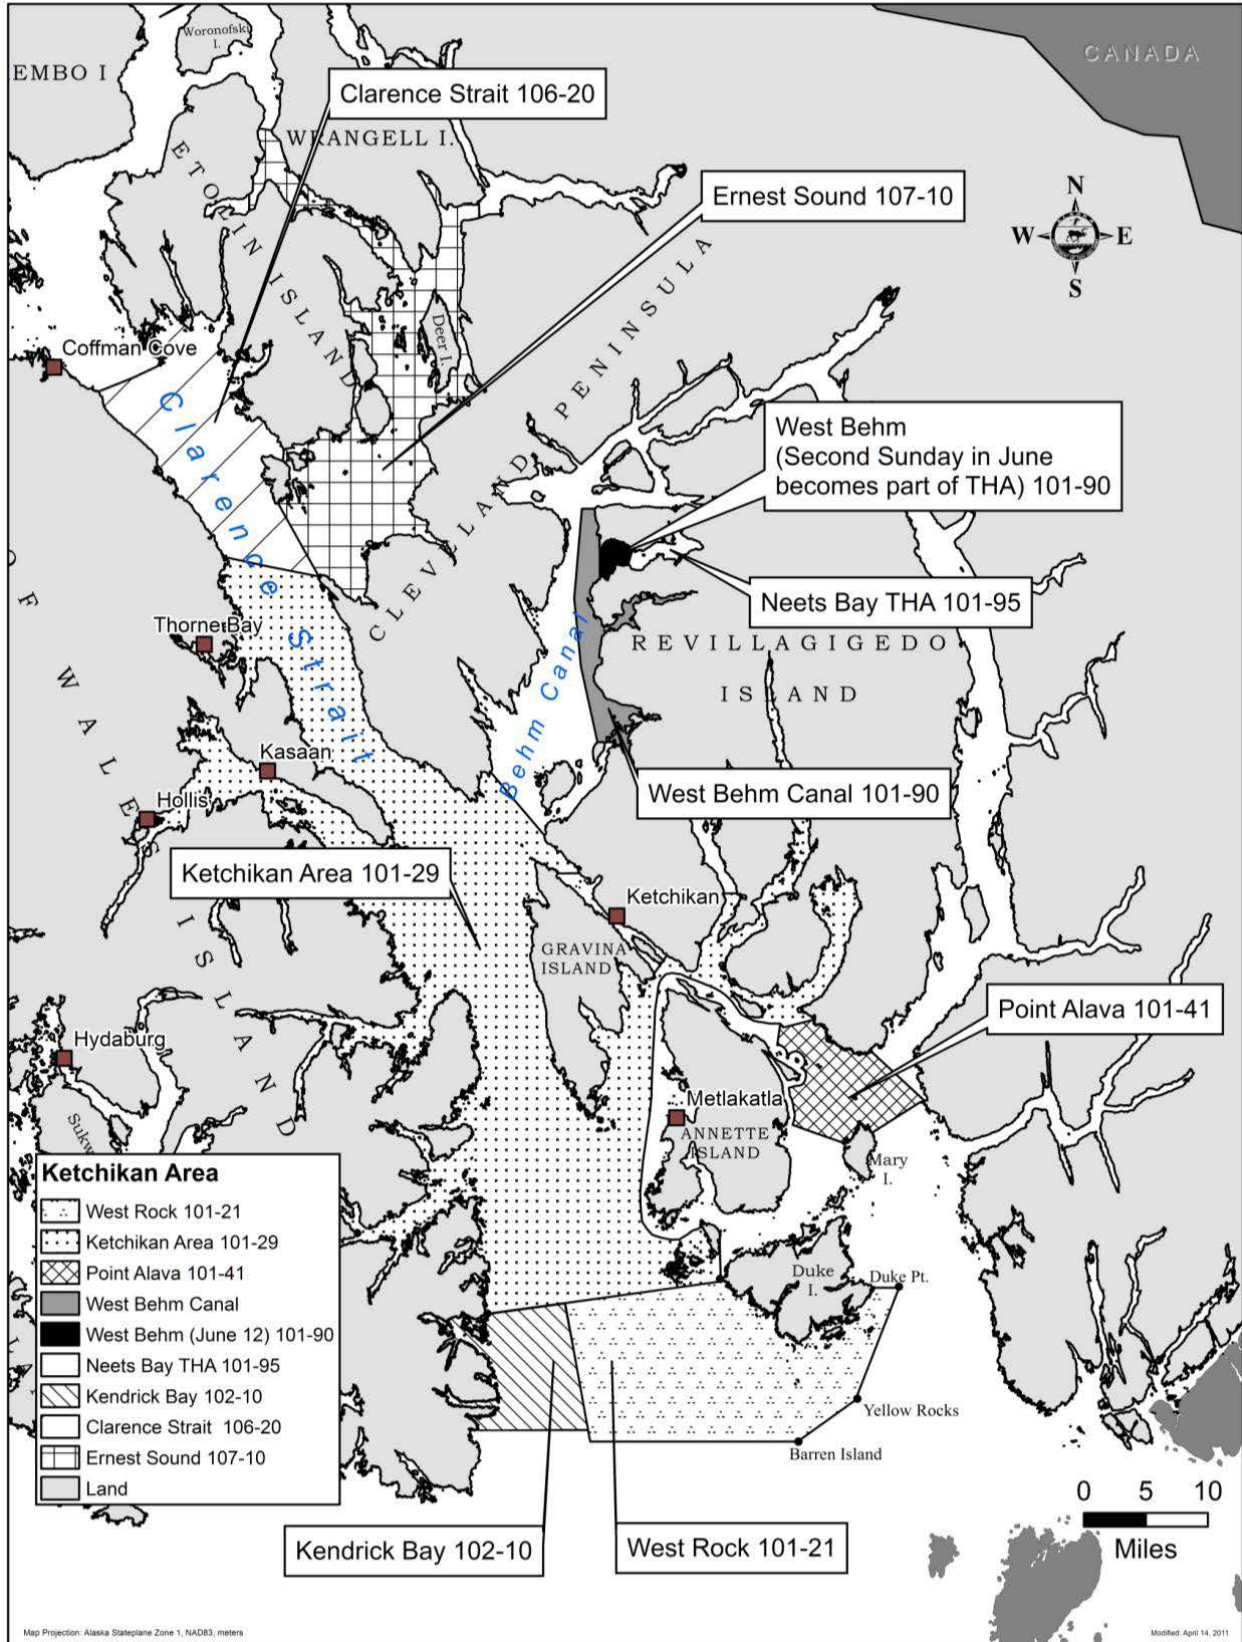 Woronofski
I.
EMBO I
CANADA
Clarence Strait 106-20
WRANGELL I.
ETOLIN ISLAND
Ernest Sound 107-10
N
W E
S
Deer I.
Coffman Cove
CLEVELAND PENINSULA
West Behm
(Second Sunday in June
becomes part of THA) 101-90
Clarence Strait
Neets Bay THA 101-95
Thorne Bay
REVILLAGIGEDO
ISLAND
Behm Canal
OF WALES ISLAND
Kasaan
West Behm Canal 101-90
Hollis
Ketchikan Area 101-29
Ketchikan
GRAVINA
ISLAND
Point Alava 101-41
Hydaburg
Metlakatla
ANNETTE
ISLAND
Sukw
Mary
I.
Ketchikan Area
West Rock 101-21
Ketchikan Area 101-29
Point Alava 101-41
West Behm Canal
West Behm (June 12) 101-90
Neets Bay THA 101-95
Kendrick Bay 102-10
Clarence Strait 106-20
Ernest Sound 107-10
Land
Duke
I.
Duke Pt.
Yellow Rocks
Barren Island
0 5 10
Miles
Kendrick Bay 102-10
West Rock 101-21
Map Projection: Alaska Stateplane Zone 1, NAD83, meters
Modified: April 14, 2011